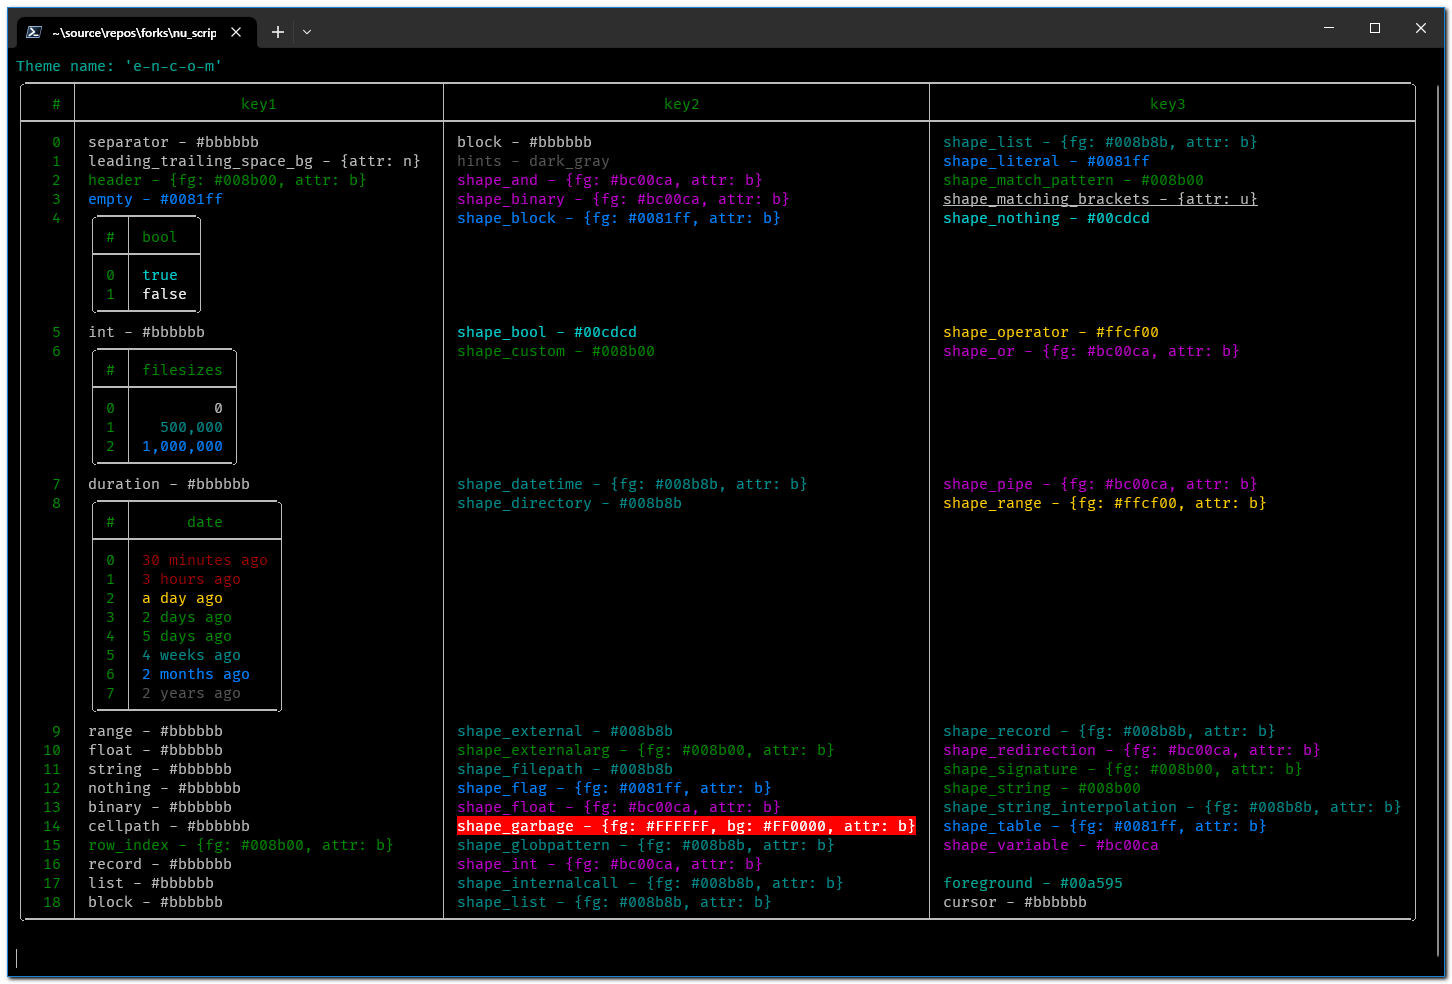 ~\source\repos\forks\nu_scrip
Theme name: 'e-n-c-o-m'
# key1 key2 key3
0 separator - #bbbbbb block - #bbbbbb shape_list - {fg: #008b8b, attr: b}
1 leading_trailing_space_bg - {attr: n} hints - dark_gray shape_literal - #0081ff
2 header - {fg: #008b00, attr: b} shape_and - {fg: #bc00ca, attr: b} shape_match_pattern - #008b00
3 empty - #0081ff shape_binary - {fg: #bc00ca, attr: b} shape_matching_brackets - {attr: u}
4 shape_block - {fg: #0081ff, attr: b} shape_nothing - #00cdcd
# bool
0 true
1 false
5 int - #bbbbbb shape_bool - #00cdcd shape_operator - #ffcf00
6 shape_custom - #008b00 shape_or - {fg: #bc00ca, attr: b}
# filesizes
0 0
1 500,000
2 1,000,000
7 duration - #bbbbbb shape_datetime - {fg: #008b8b, attr: b} shape_pipe - {fg: #bc00ca, attr: b}
8 shape_directory - #008b8b shape_range - {fg: #ffcf00, attr: b}
# date
0 30 minutes ago
1 3 hours ago
2 a day ago
3 2 days ago
4 5 days ago
5 4 weeks ago
6 2 months ago
7 2 years ago
9 range - #bbbbbb shape_external - #008b8b shape_record - {fg: #008b8b, attr: b}
10 float - #bbbbbb shape_externalarg - {fg: #008b00, attr: b} shape_redirection - {fg: #bc00ca, attr: b}
11 string - #bbbbbb shape_filepath - #008b8b shape_signature - {fg: #008b00, attr: b}
12 nothing - #bbbbbb shape_flag - {fg: #0081ff, attr: b} shape_string - #008b00
13 binary - #bbbbbb shape_float - {fg: #bc00ca, attr: b} shape_string_interpolation - {fg: #008b8b, attr: b}
14 cellpath - #bbbbbb shape_garbage - {fg: #FFFFFF, bg: #FF0000, attr: b} shape_table - {fg: #0081ff, attr: b}
15 row_index - {fg: #008b00, attr: b} shape_globpattern - {fg: #008b8b, attr: b} shape_variable - #bc00ca
16 record - #bbbbbb shape_int - {fg: #bc00ca, attr: b}
17 list - #bbbbbb shape_internalcall - {fg: #008b8b, attr: b} foreground - #00a595
18 block - #bbbbbb shape_list - {fg: #008b8b, attr: b} cursor - #bbbbbb